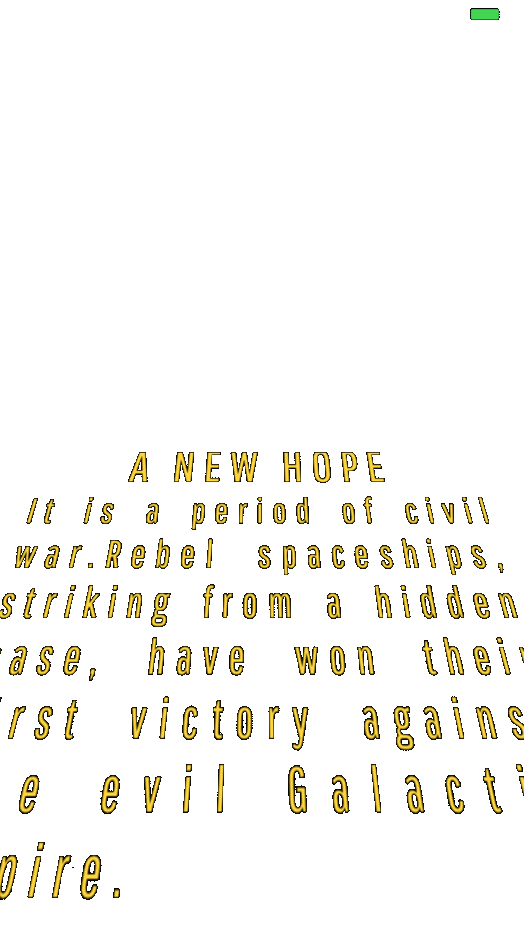 A NEW HOPE
It is a period of civil
war.Rebel spaceships,
striking from a hidden
ase, have won their
irst victory agains
e evil Galacti
pire.